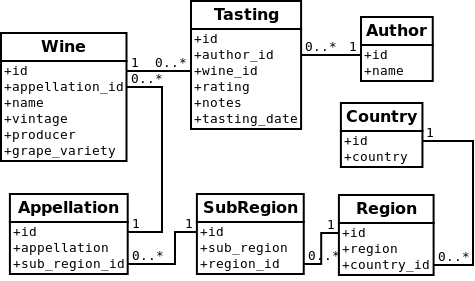 Wine
+id
+appellation_id
+name
+vintage
+producer
+grape_variety
1
0..*
0..*
Tasting
+id
+author_id
+wine_id
+rating
+notes
+tasting_date
0..*
1
Author
+id
+name
Country
+id
+country
1
Appellation
+id
+appellation
+sub_region_id
1
0..*
SubRegion
+id
+sub_region
+region_id
1
0..*
Region
+id
+region
+country_id
1
0..*